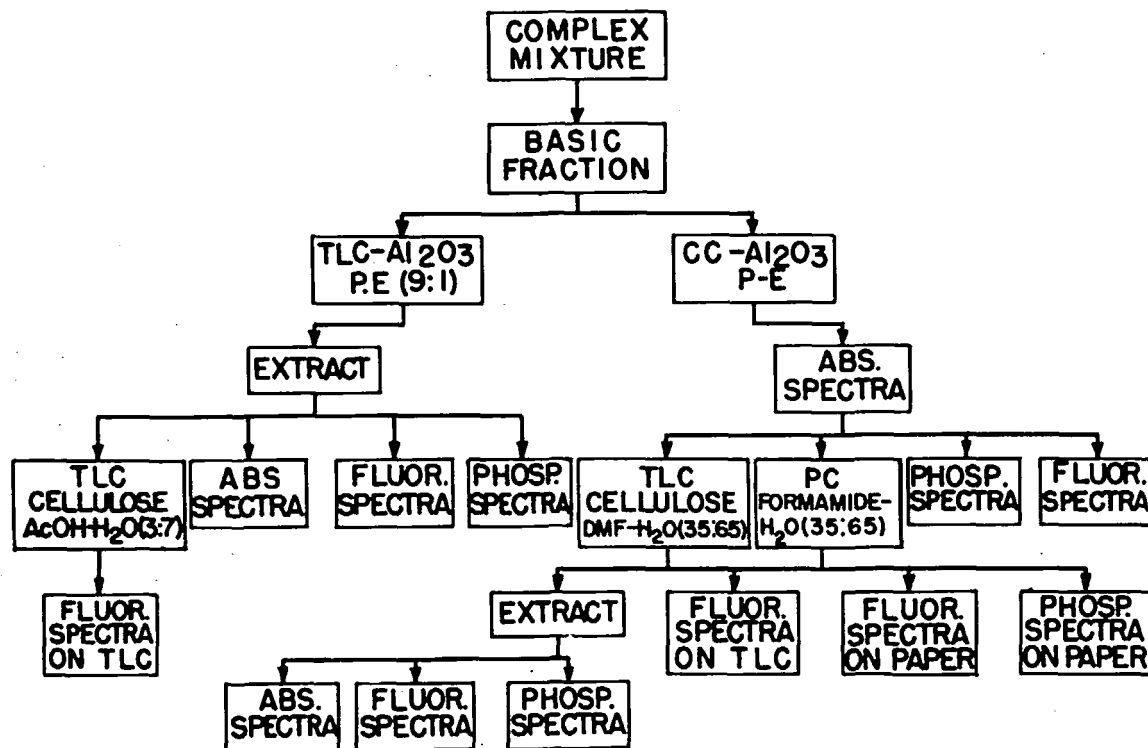 COMPLEX
MIXTURE
BASIC
FRACTION
TLC-Al2O3
P.E (9:1)
CC-Al2O3
P-E
EXTRACT
ABS.
SPECTRA
TLC
CELLULOSE
AcOH-H2O(3:7)
ABS
SPECTRA
FLUOR.
SPECTRA
PHOSP.
SPECTRA
TLC
CELLULOSE
DMF-H2O(35:65)
PC
FORMAMIDE-
H2O(35:65)
PHOSP.
SPECTRA
FLUOR.
SPECTRA
FLUOR.
SPECTRA
ON TLC
EXTRACT
FLUOR.
SPECTRA
ON TLC
FLUOR.
SPECTRA
ON PAPER
PHOSP.
SPECTRA
ON PAPER
ABS.
SPECTRA
FLUOR.
SPECTRA
PHOSP.
SPECTRA